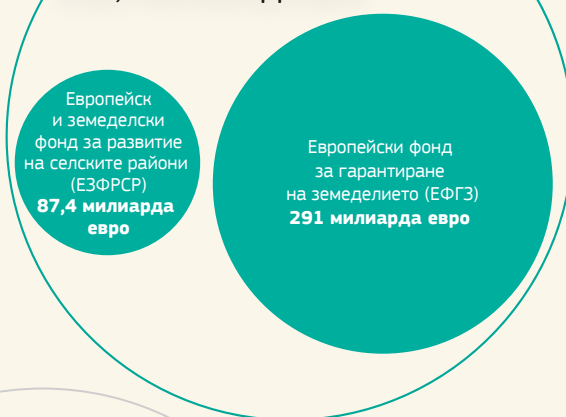 Европейск
и земеделски
фонд за развитие
на селските райони
(ЕЗФРСР)
87,4 милиарда
евро
Европейски фонд
за гарантиране
на земеделието (ЕФГЗ)
291 милиарда евро